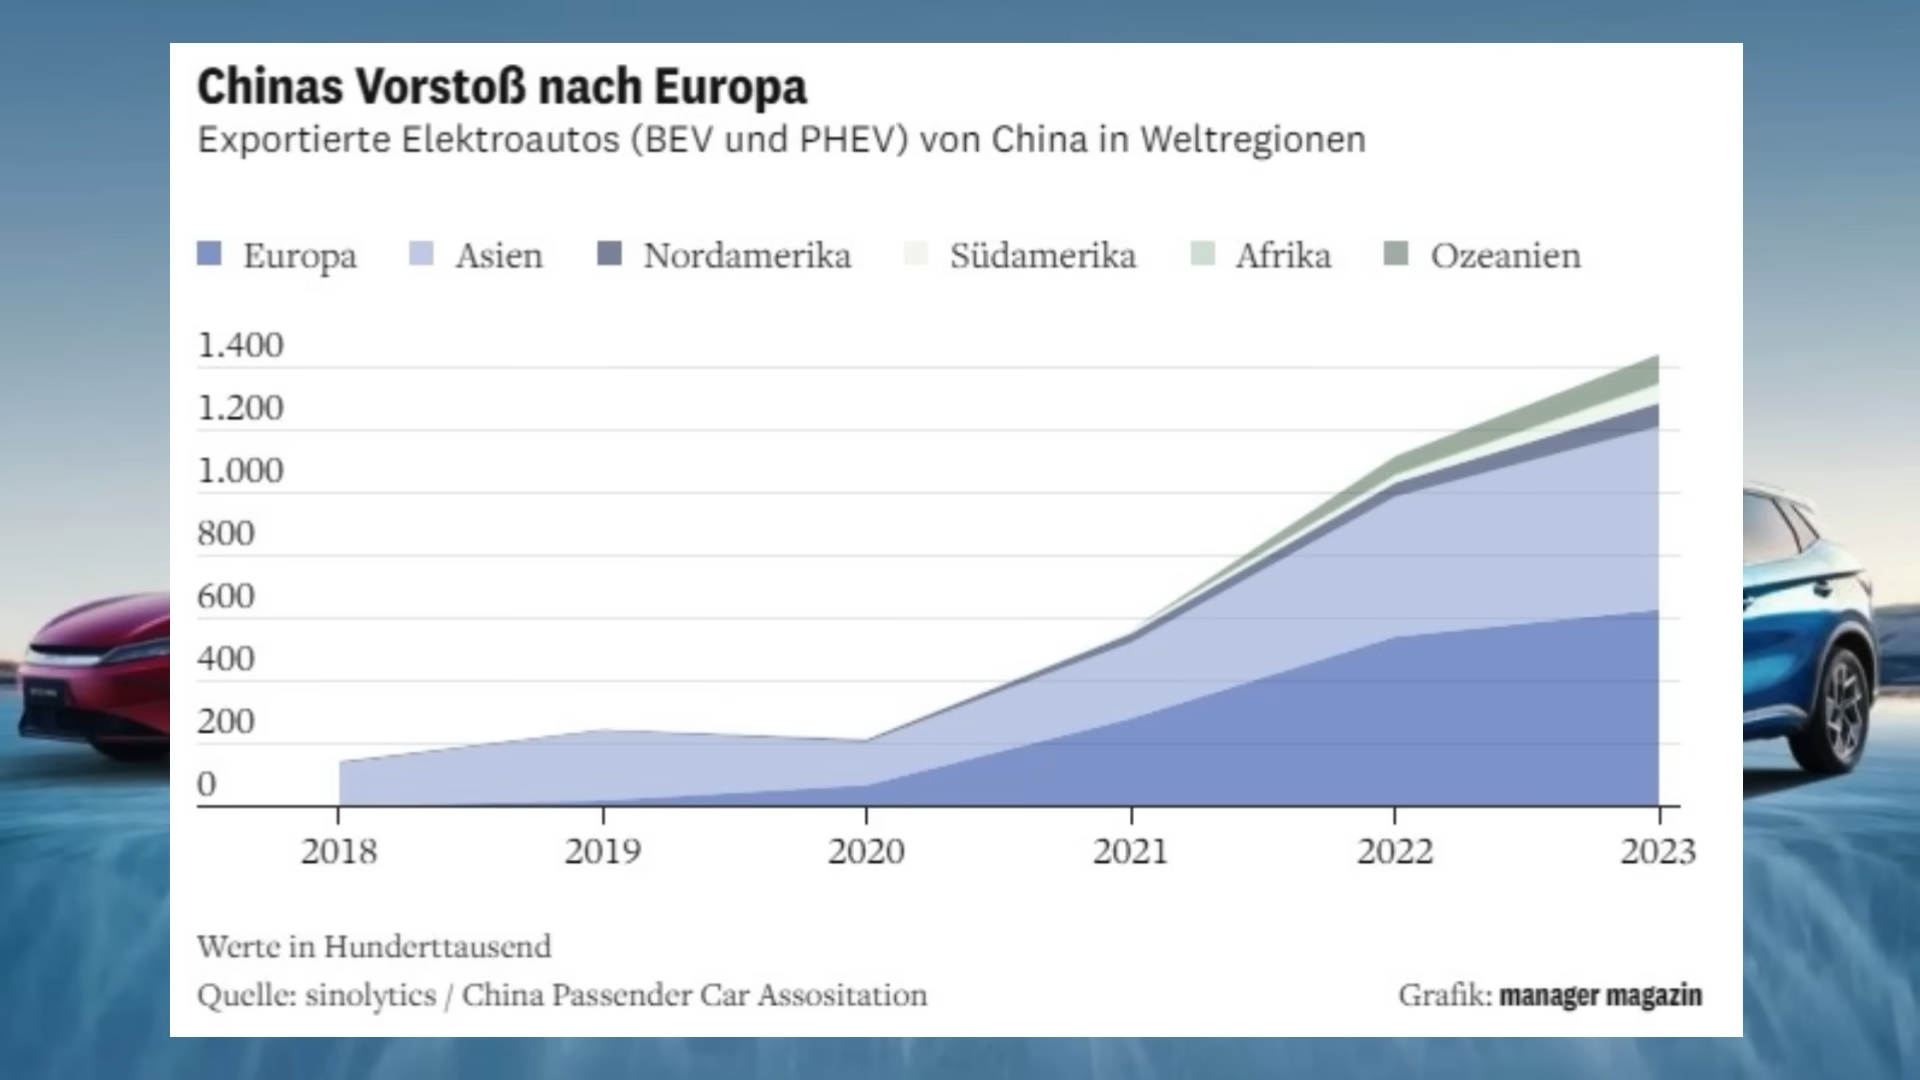 Chinas Vorstoß nach Europa
Exportierte Elektroautos (BEV und PHEV) von China in Weltregionen
Europa Asien Nordamerika Südamerika Afrika Ozeanien
1.400
1.200
1.000
800
600
400
200
0
2018 2019 2020 2021 2022 2023
Werte in Hunderttausend
Quelle: sinolytics / China Passender Car Assositation
Grafik: manager magazin